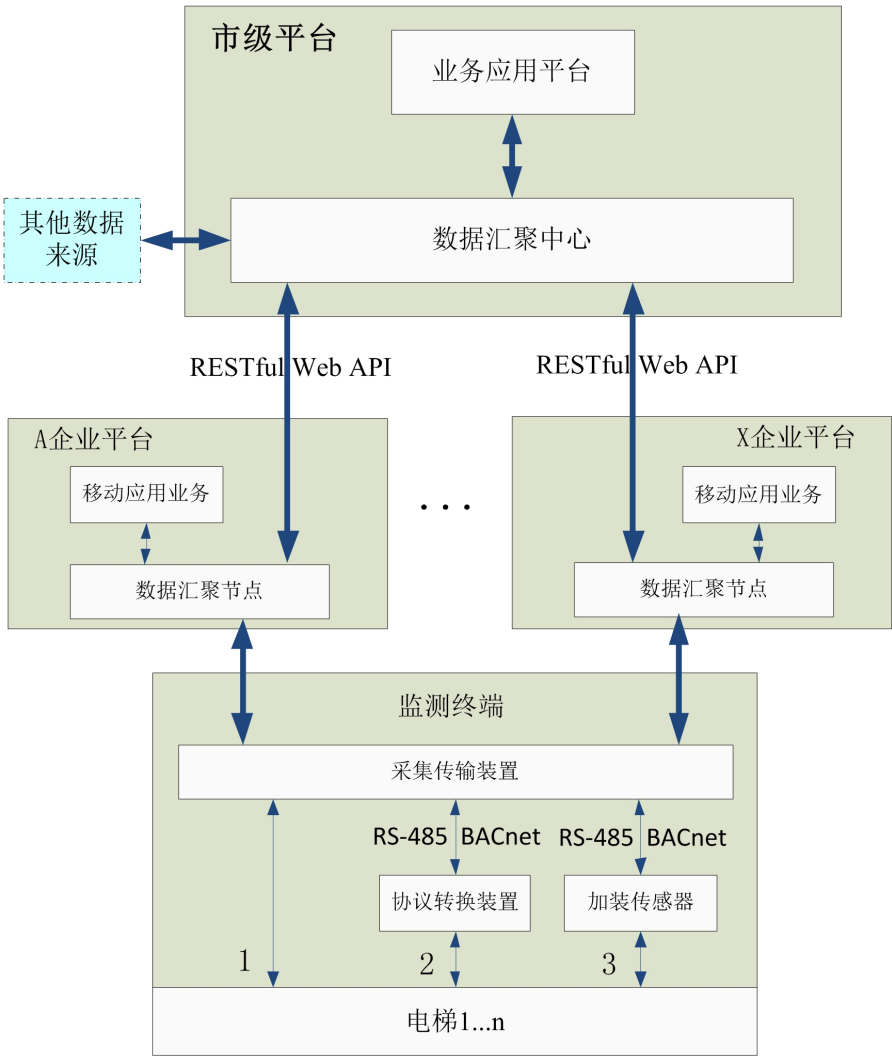 市级平台
业务应用平台
其他数据
来源
数据汇聚中心
RESTful Web API
RESTful Web API
A企业平台
X企业平台
移动应用业务
移动应用业务
...
数据汇聚节点
数据汇聚节点
监测终端
采集传输装置
RS-485 BACnet
RS-485 BACnet
协议转换装置
加装传感器
1
2
3
电梯1...n